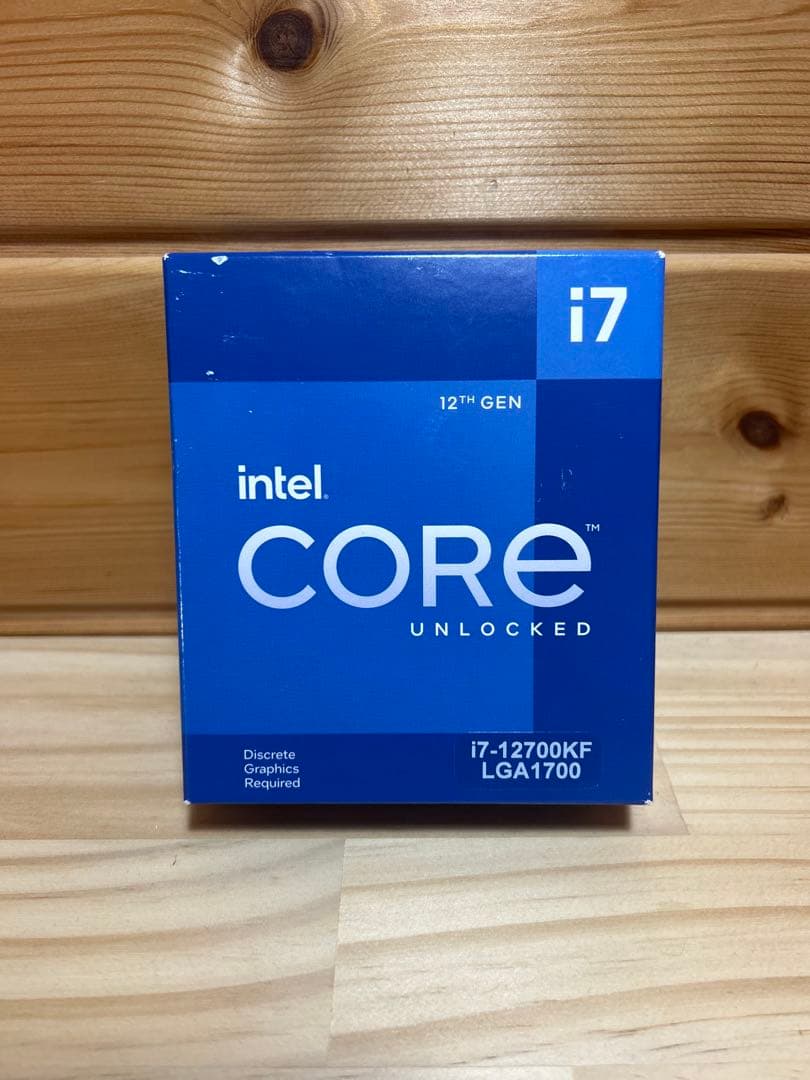 i7
12TH GEN
intel.
CORE™
UNLOCKED
Discrete
Graphics
Required
i7-12700KF
LGA1700